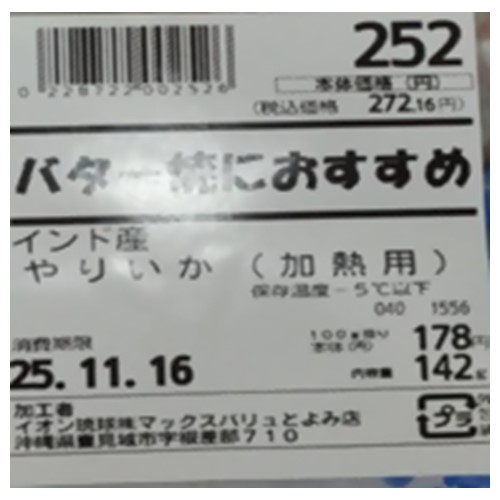 252
0 228722 002526
本体価格 (円)
(税込価格 272.16円)
バター焼におすすめ
インド産
やりいか (加熱用)
保存温度-5℃以下
040 1556
消費期限
100g当り
本体(円) 178円
25.11.16
内容量 142g
加工者
イオン琉球㈱マックスバリュとよみ店
沖縄県豊見城市字根差部710
プラ